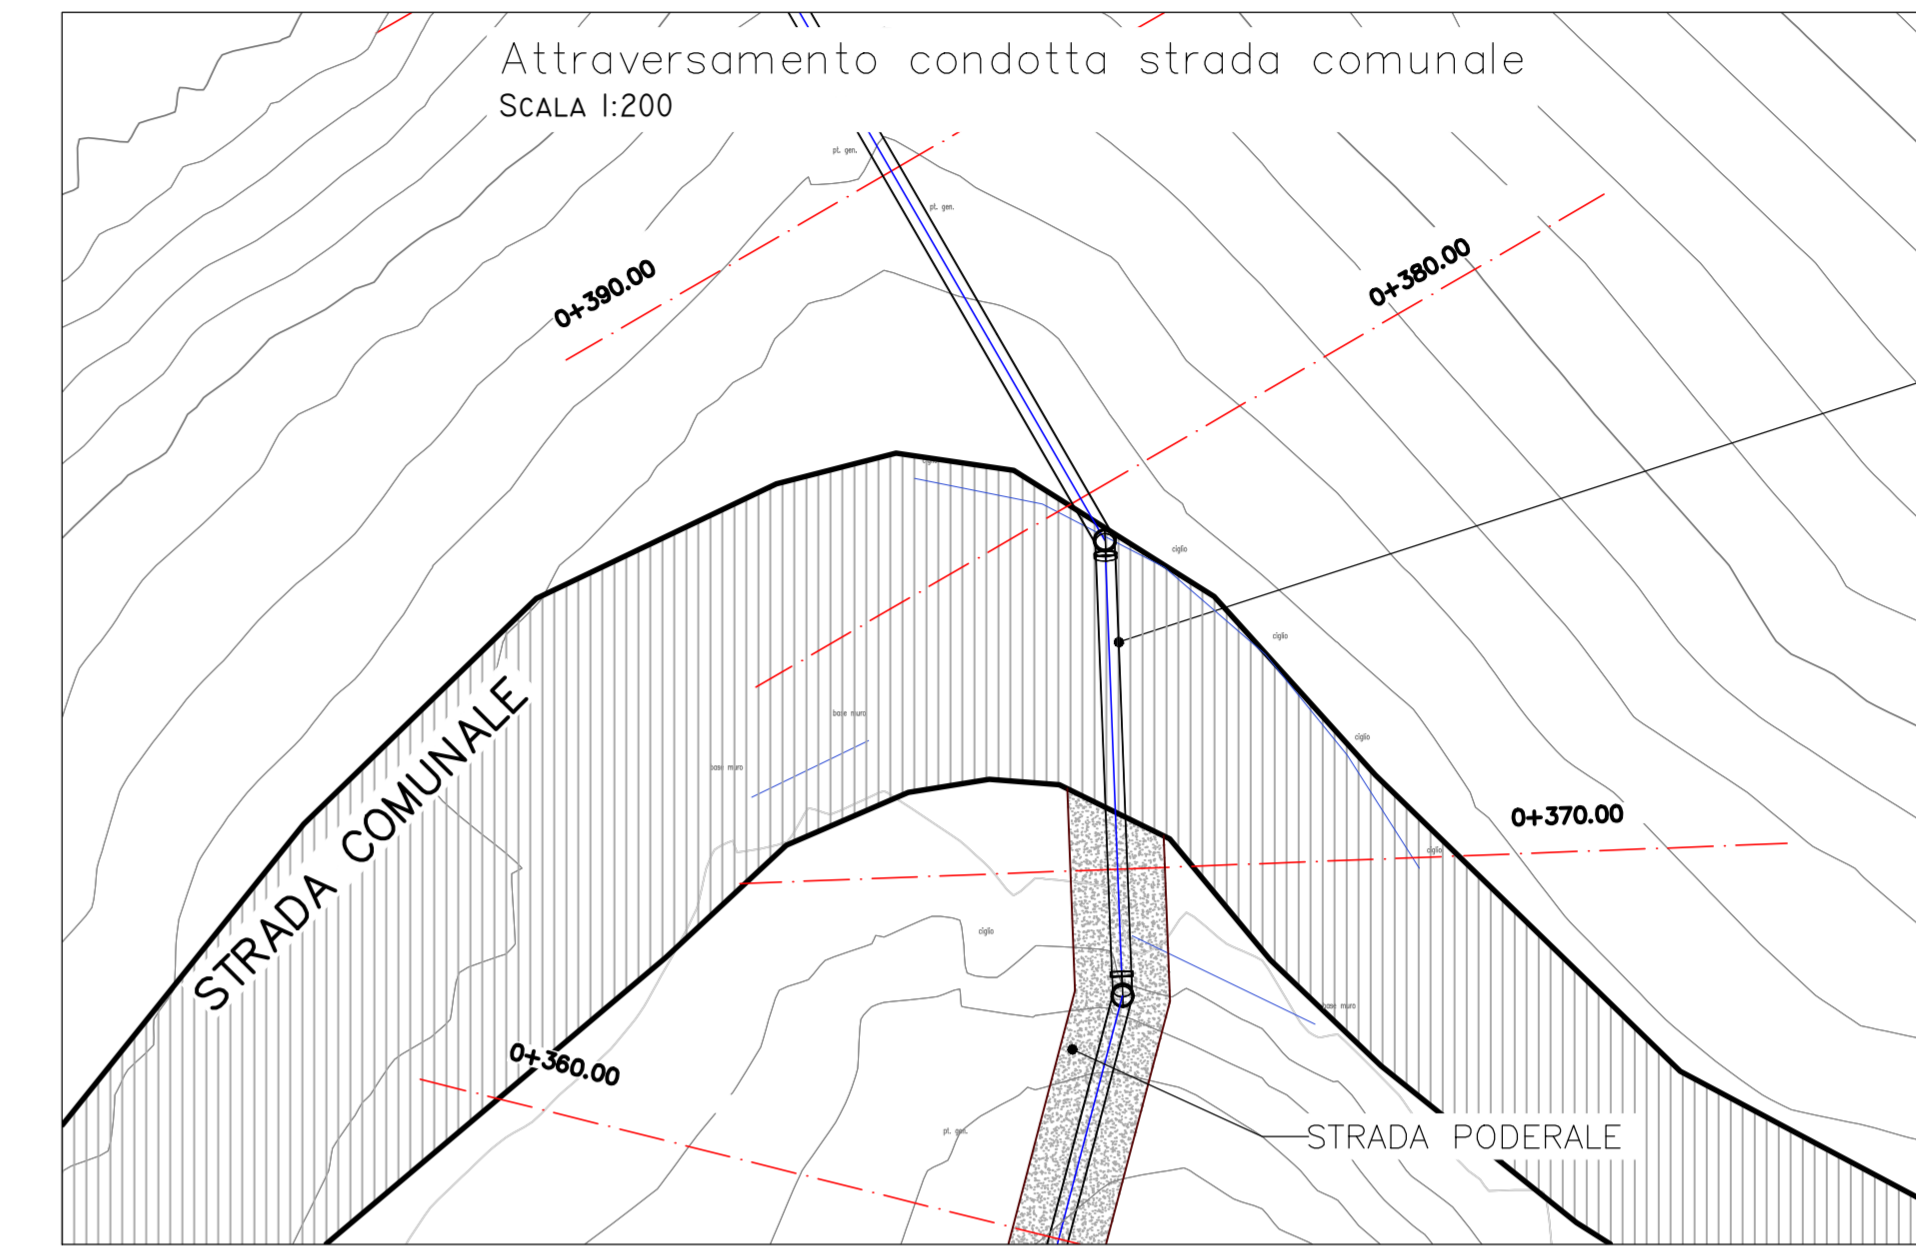 Attraversamento condotta strada comunale
SCALA 1:200
pt. gen.
pt. gen.
0+390.00
0+380.00
ciglio
ciglio
ciglio
base muro
ciglio
base muro
STRADA COMUNALE
0+370.00
ciglio
ciglio
base muro
0+360.00
pt. gen.
STRADA PODERALE